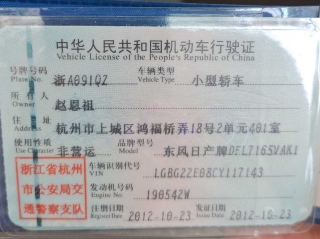 中华人民共和国机动车行驶证
Vehicle License of the People's Republic of China
号牌号码 Plate No. 浙A091QZ 车辆类型 Vehicle Type 小型轿车
所有人 Owner 赵恩祖
住址 Address 杭州市上城区鸿福桥弄18号2单元401室
使用性质 Use Character 非营运 品牌型号 Model 东风日产牌DFL7165VAK1
浙江省杭州市公安局交通警察支队
车辆识别代号 VIN LGBG22E08CY117143
发动机号码 Engine No. 190542W
注册日期 Register Date 2012-10-23 发证日期 Issue Date 2012-10-23